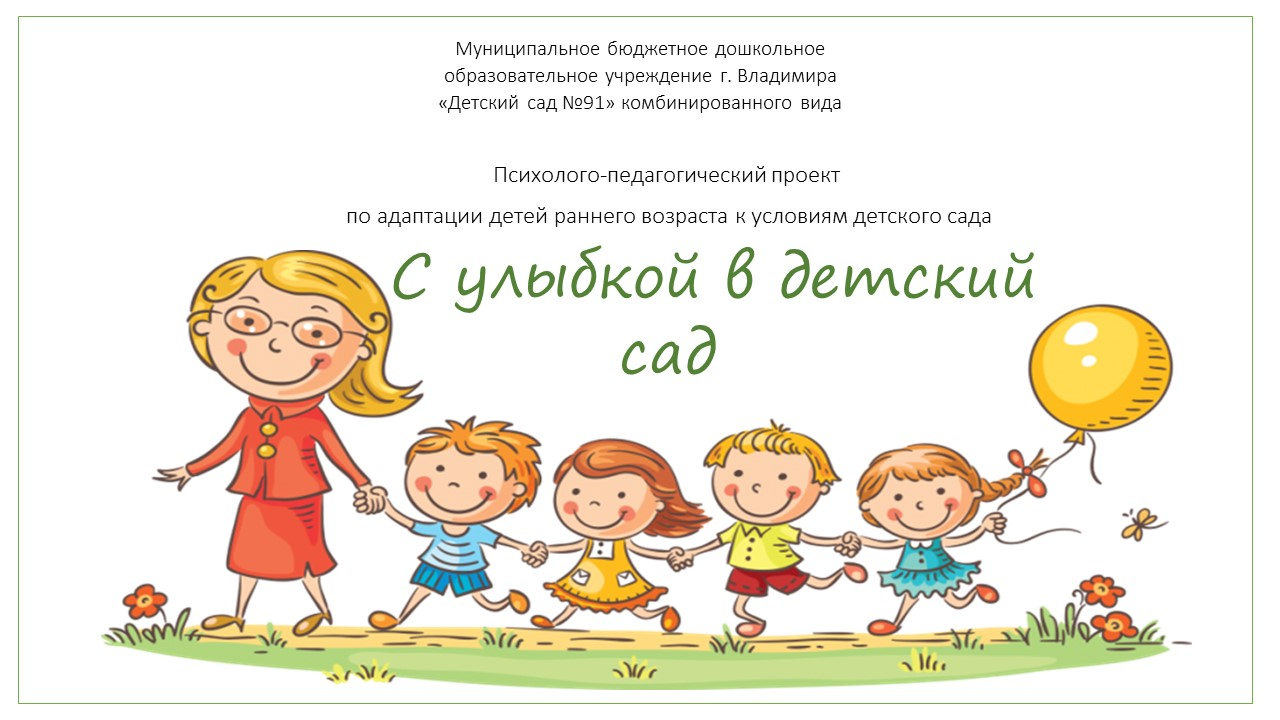 Муниципальное бюджетное дошкольное
образовательное учреждение г. Владимира
«Детский сад №91» комбинированного вида
Психолого-педагогический проект
по адаптации детей раннего возраста к условиям детского сада
С улыбкой в детский
сад